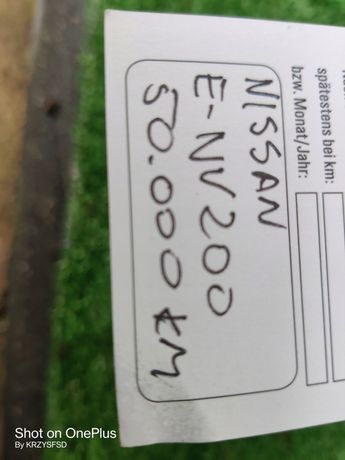 spätestens bei km:
bzw. Monat/Jahr:
NISSAN
E-NV200
50.000 KM
Shot on OnePlus
By KRZYSFSD